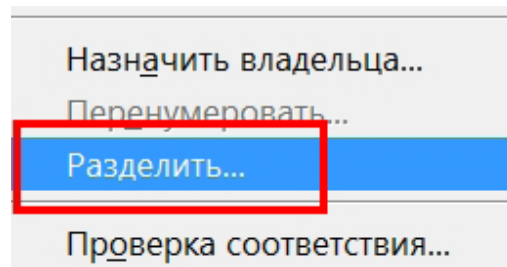 Назначить владельца...
Перенумеровать...
Разделить...
Проверка соответствия...